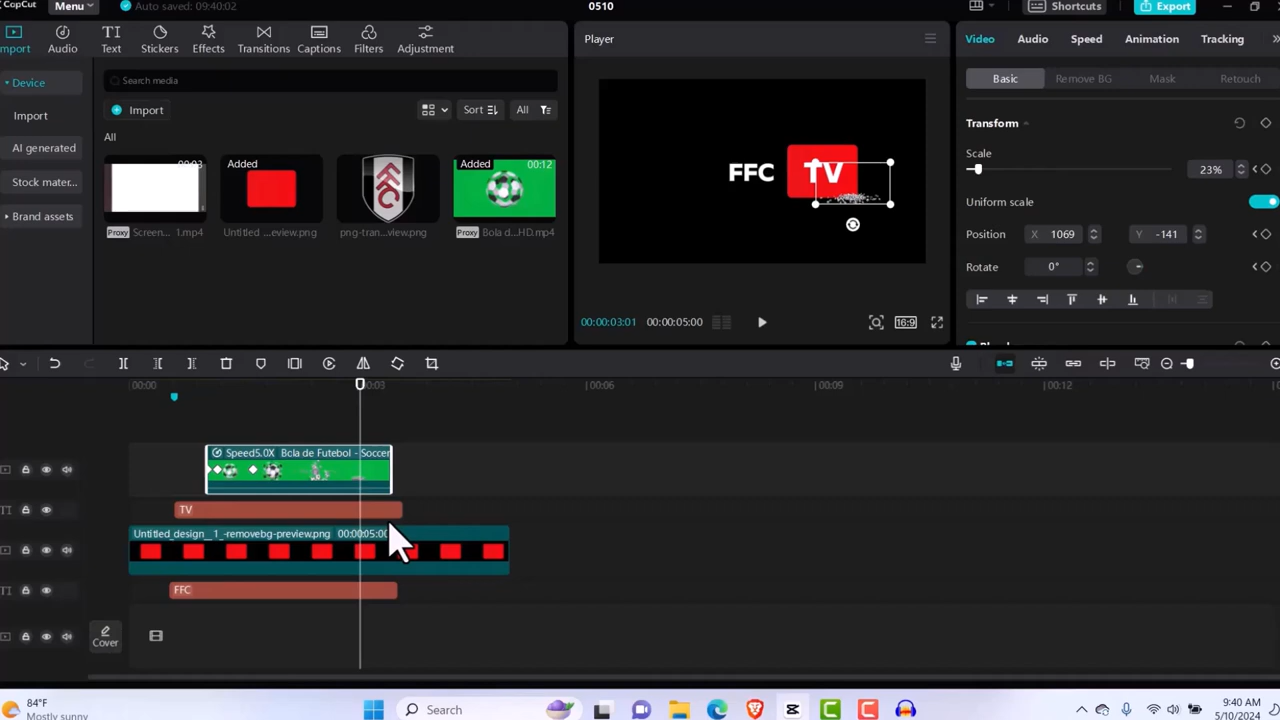 CapCut
Menu
Auto saved: 09:40:02
0510
Shortcuts
Export
Import
Audio
Text
Stickers
Effects
Transitions
Captions
Filters
Adjustment
Device
Import
AI generated
Stock mater...
Brand assets
Search media
Import
Sort
All
All
00:03
Added
Added
00:12
Proxy
Screen... 1.mp4
Untitled ...eview.png
png-tran...view.png
Proxy
Bola d...HD.mp4
Player
FFC
TV
00:00:03:01
00:00:05:00
16:9
Video
Audio
Speed
Animation
Tracking
Basic
Remove BG
Mask
Retouch
Transform
Scale
23%
Uniform scale
Position
X
1069
Y
-141
Rotate
0°
00:00
00:03
00:06
00:09
00:12
Speed5.0X
Bola de Futebol - Soccer
TV
Untitled_design__1_-removebg-preview.png
00:00:05:00
FFC
Cover
84°F
Mostly sunny
Search
9:40 AM
5/10/2024